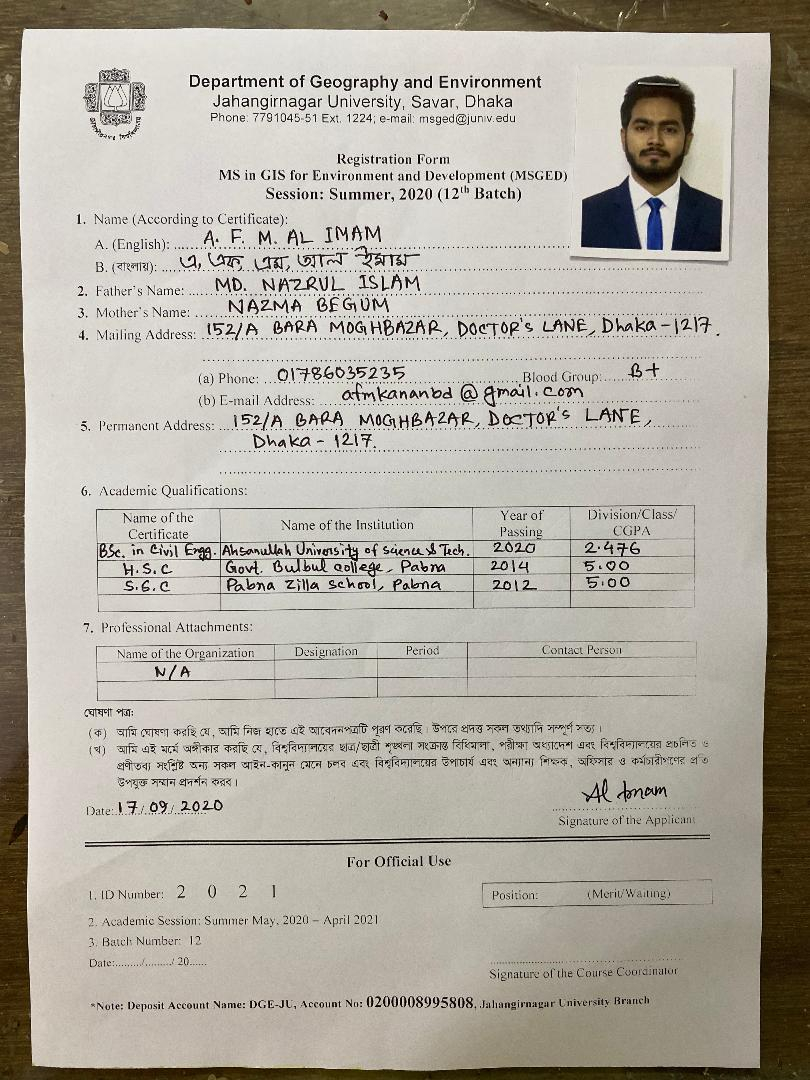 Department of Geography and Environment
Jahangirnagar University, Savar, Dhaka
Phone: 7791045-51 Ext. 1224; e-mail: msged@juniv.edu
Registration Form
MS in GIS for Environment and Development (MSGED)
Session: Summer, 2020 (12th Batch)
1. Name (According to Certificate):
A. (English): A. F. M. AL IMAM
B. (বাংলায়): এ, এফ, এম, আল ইমাম
2. Father's Name: MD. NAZRUL ISLAM
3. Mother's Name: NAZMA BEGUM
4. Mailing Address: 152/A BARA MOGHBAZAR, DOCTOR's LANE, Dhaka-1217.
(a) Phone: 01786035235 Blood Group: B+
(b) E-mail Address: afmkananbd@gmail.com
5. Permanent Address: 152/A BARA MOGHBAZAR, DOCTOR's LANE,
Dhaka - 1217.
6. Academic Qualifications:
Name of the Certificate Name of the Institution Year of Passing Division/Class/CGPA
BSc. in Civil Engg. Ahsanullah University of science & Tech. 2020 2.476
H.S.C Govt. Bulbul college, Pabna 2014 5.00
S.S.C Pabna Zilla school, Pabna 2012 5.00
7. Professional Attachments:
Name of the Organization Designation Period Contact Person
N/A
ঘোষণা পত্র:
(ক) আমি ঘোষণা করছি যে, আমি নিজ হাতে এই আবেদনপত্রটি পূরণ করেছি। উপরে প্রদত্ত সকল তথ্যাদি সম্পূর্ণ সত্য।
(খ) আমি এই মর্মে অঙ্গীকার করছি যে, বিশ্ববিদ্যালয়ের ছাত্র/ছাত্রী শৃঙ্খলা সংক্রান্ত বিধিমালা, পরীক্ষা অধ্যাদেশ এবং বিশ্ববিদ্যালয়ের প্রচলিত ও
প্রণীতব্য সংশ্লিষ্ট অন্য সকল আইন-কানুন মেনে চলব এবং বিশ্ববিদ্যালয়ের উপাচার্য এবং অন্যান্য শিক্ষক, অফিসার ও কর্মচারীগণের প্রতি
উপযুক্ত সম্মান প্রদর্শন করব।
Al Imam
Date: 17/09/2020
Signature of the Applicant
For Official Use
1. ID Number: 2 0 2 1
Position: (Merit/Waiting)
2. Academic Session: Summer May, 2020 – April 2021
3. Batch Number: 12
Date:........./........./ 20......
Signature of the Course Coordinator
*Note: Deposit Account Name: DGE-JU, Account No: 0200008995808, Jahangirnagar University Branch